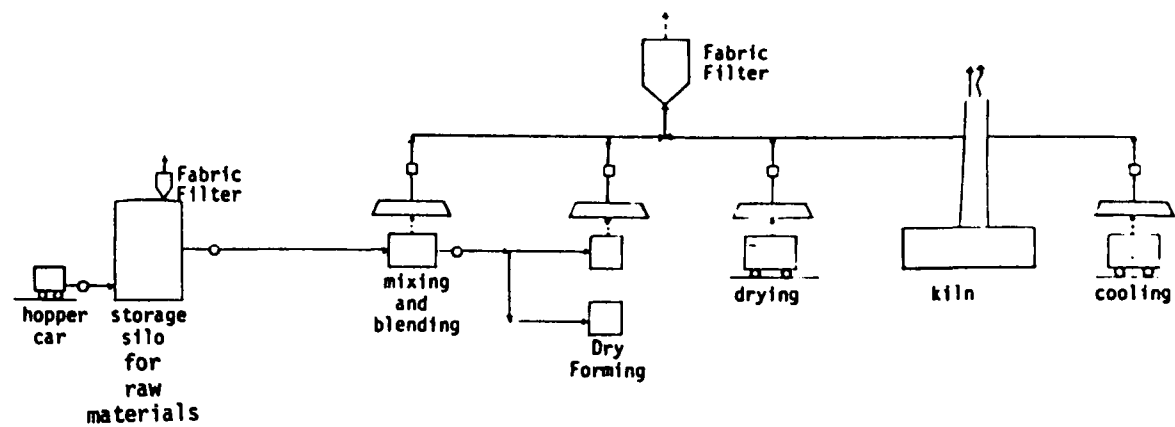 Fabric
Filter
Fabric
Filter
hopper
car
storage
silo
for
raw
materials
mixing
and
blending
Dry
Forming
drying
kiln
cooling